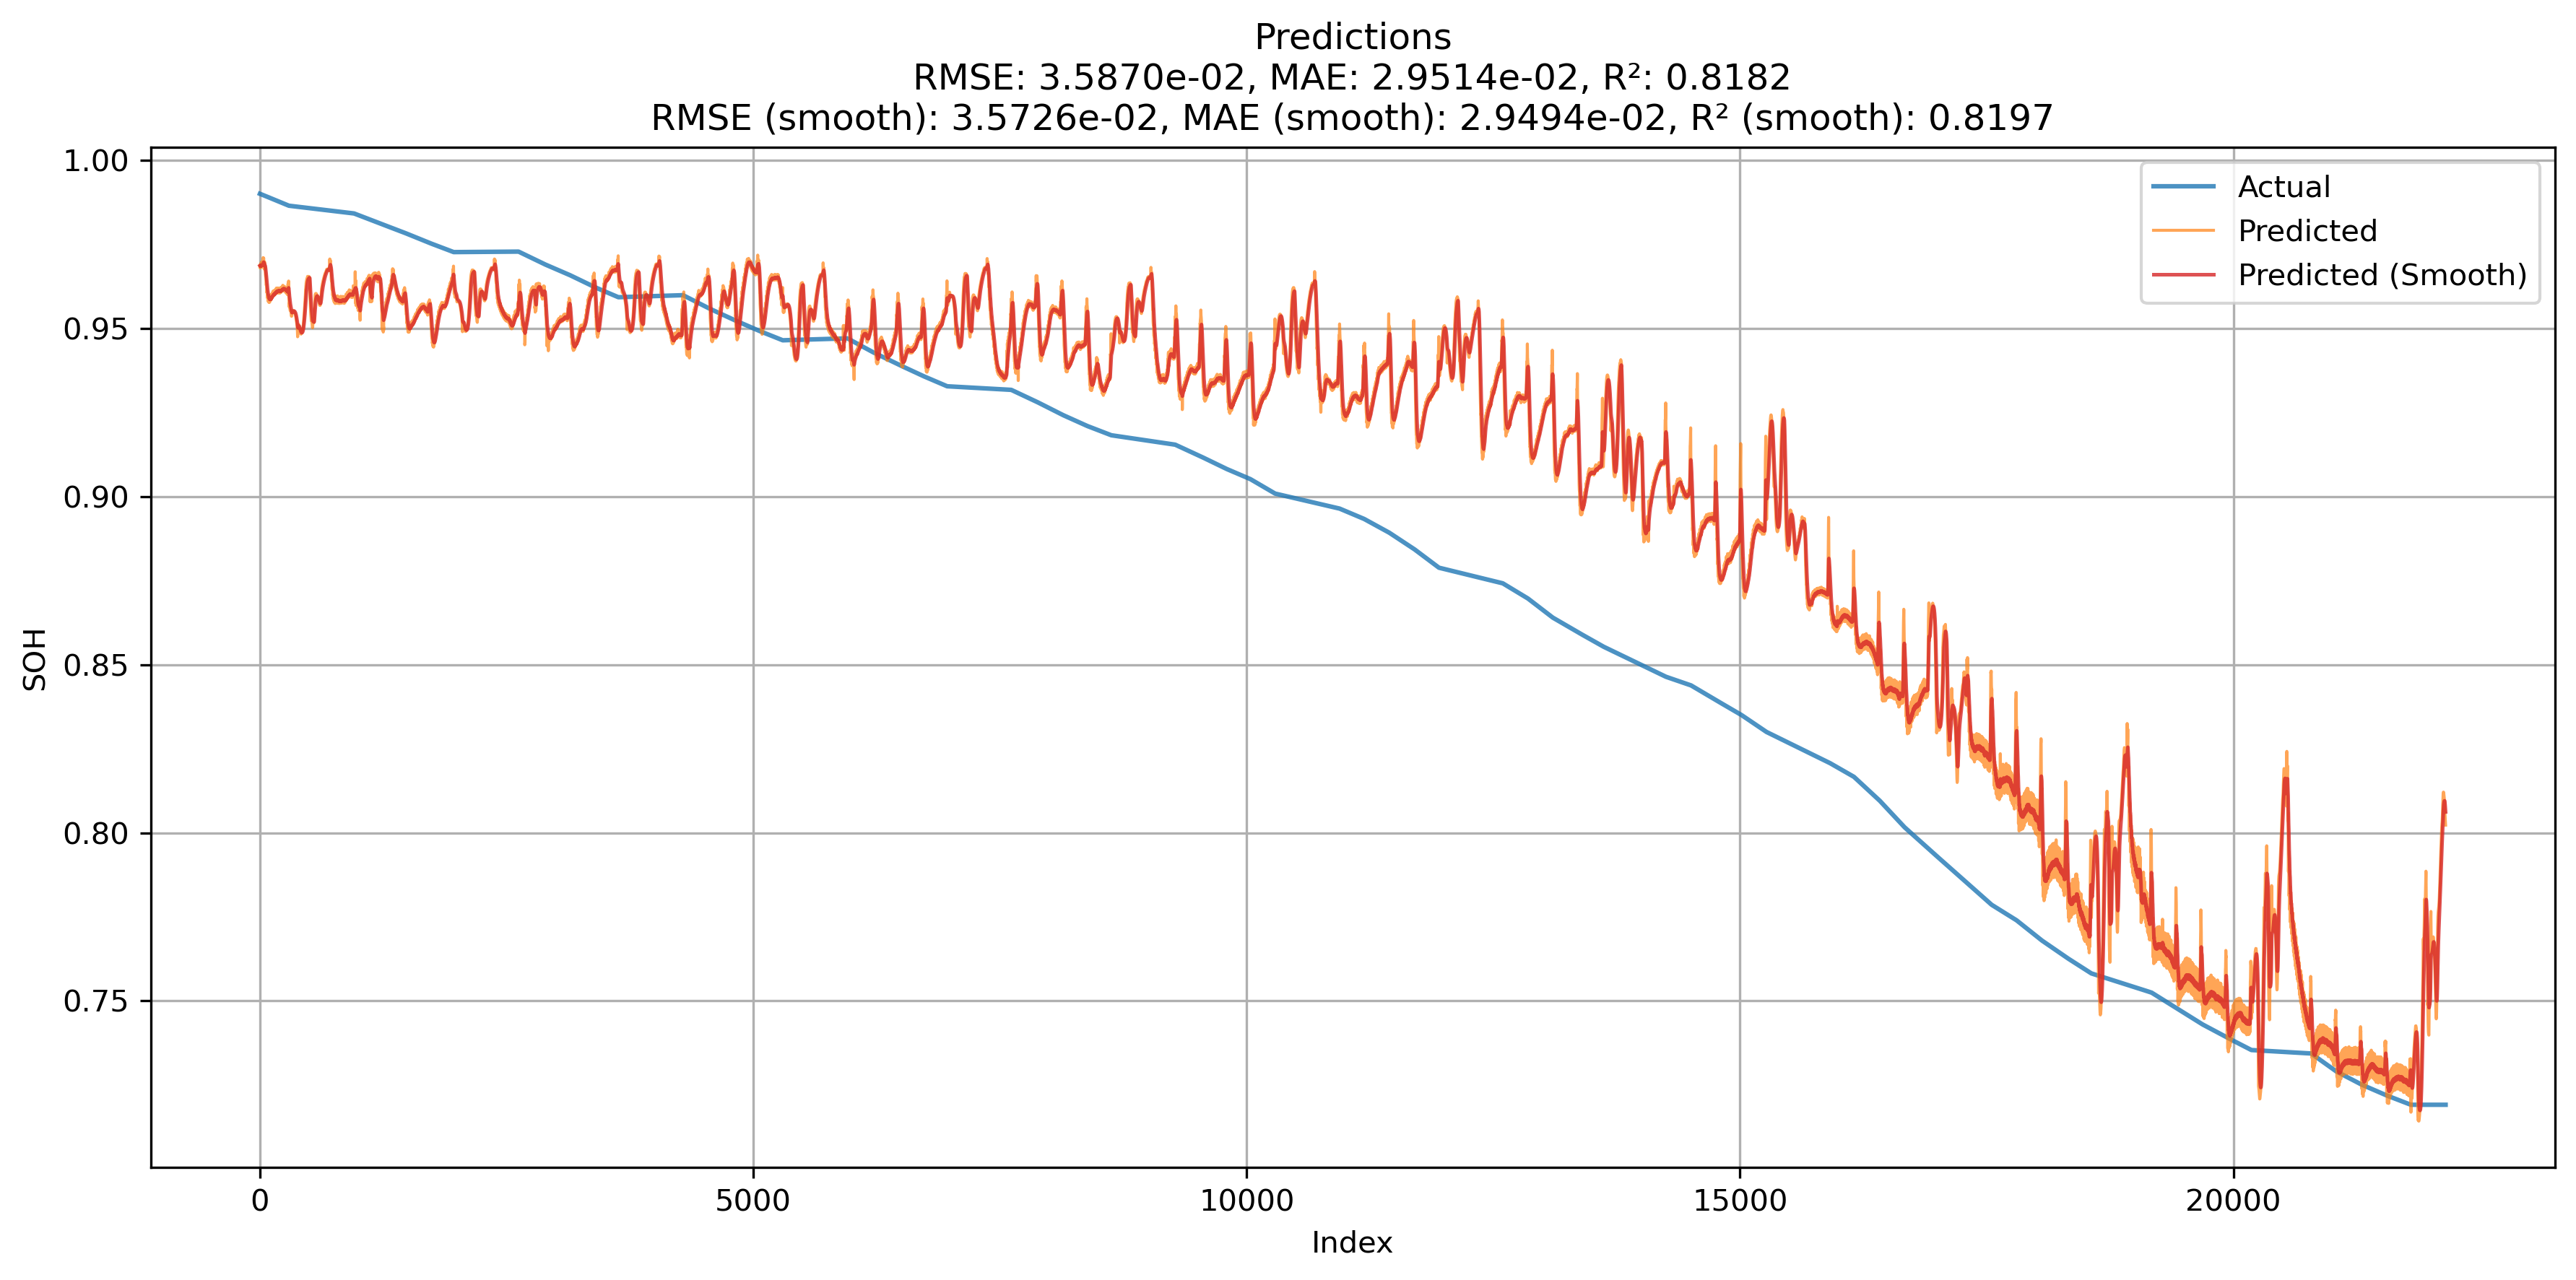 Predictions
RMSE: 3.5870e-02, MAE: 2.9514e-02, R²: 0.8182
RMSE (smooth): 3.5726e-02, MAE (smooth): 2.9494e-02, R² (smooth): 0.8197
Actual
Predicted
Predicted (Smooth)
SOH
1.00
0.95
0.90
0.85
0.80
0.75
0
5000
10000
15000
20000
Index